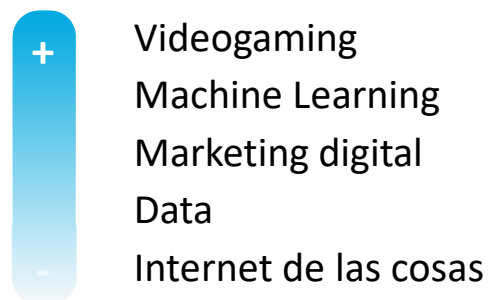 +
Videogaming
Machine Learning
Marketing digital
Data
Internet de las cosas
-